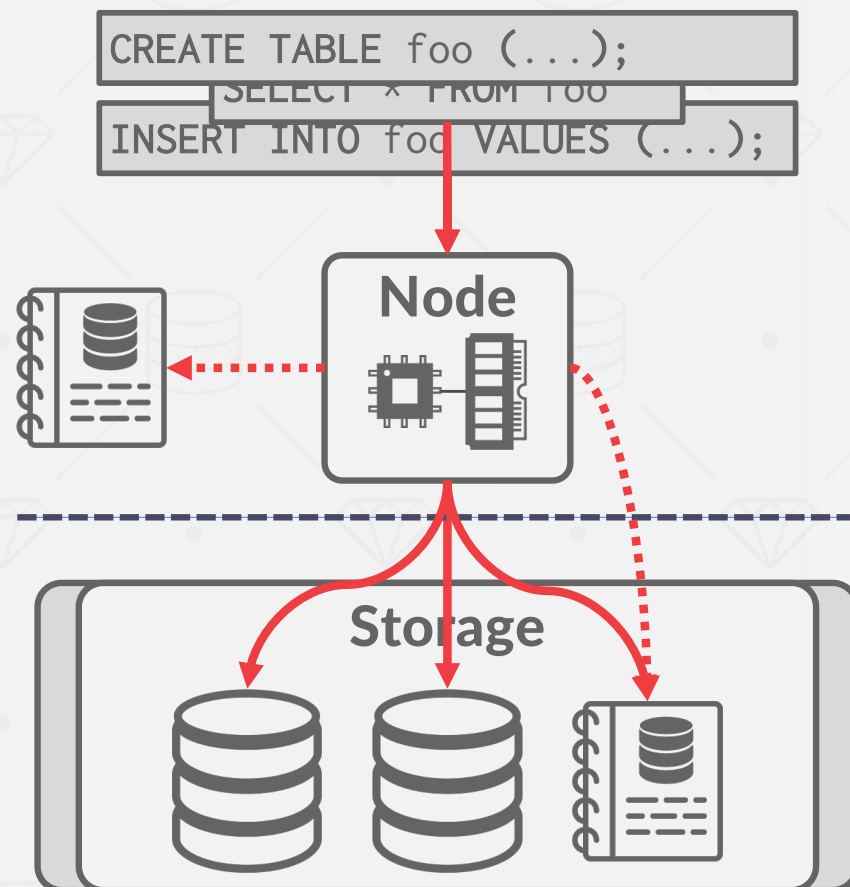 CREATE TABLE foo (...);
SELECT * FROM foo
INSERT INTO foo VALUES (...);
Node
Storage